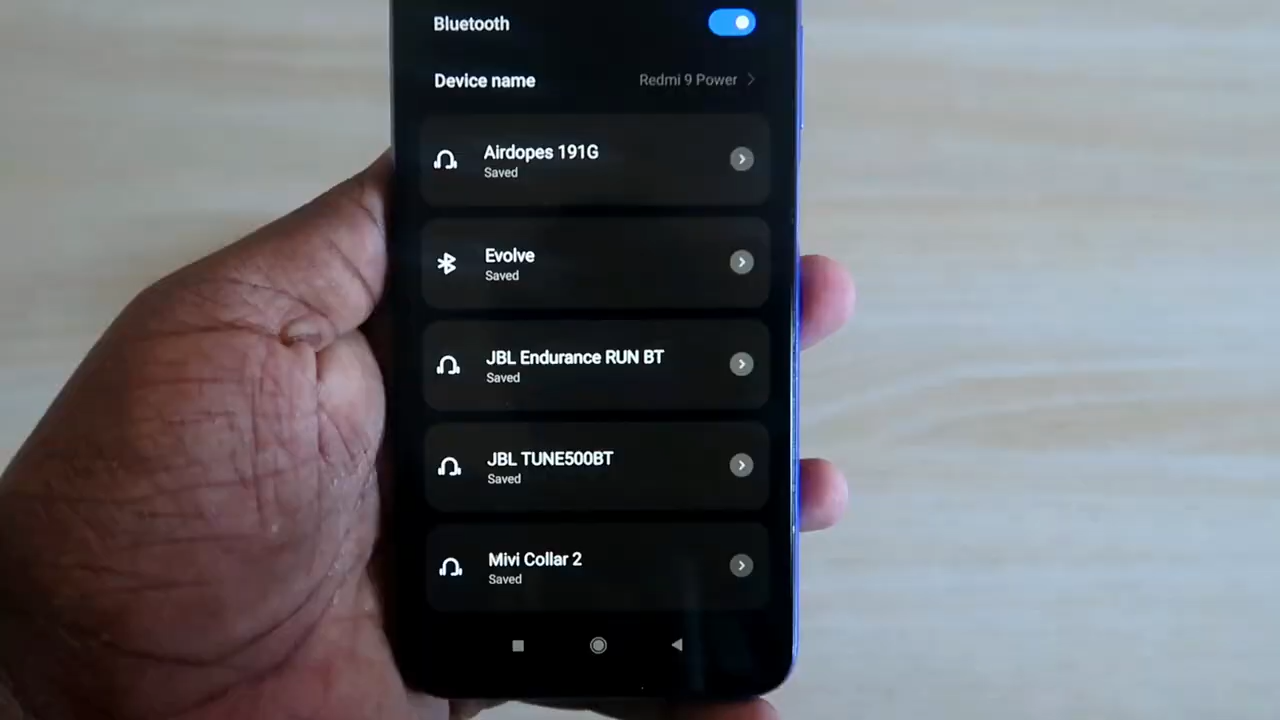 Bluetooth
Device name
Redmi 9 Power
Airdopes 191G
Saved
Evolve
Saved
JBL Endurance RUN BT
Saved
JBL TUNE500BT
Saved
Mivi Collar 2
Saved